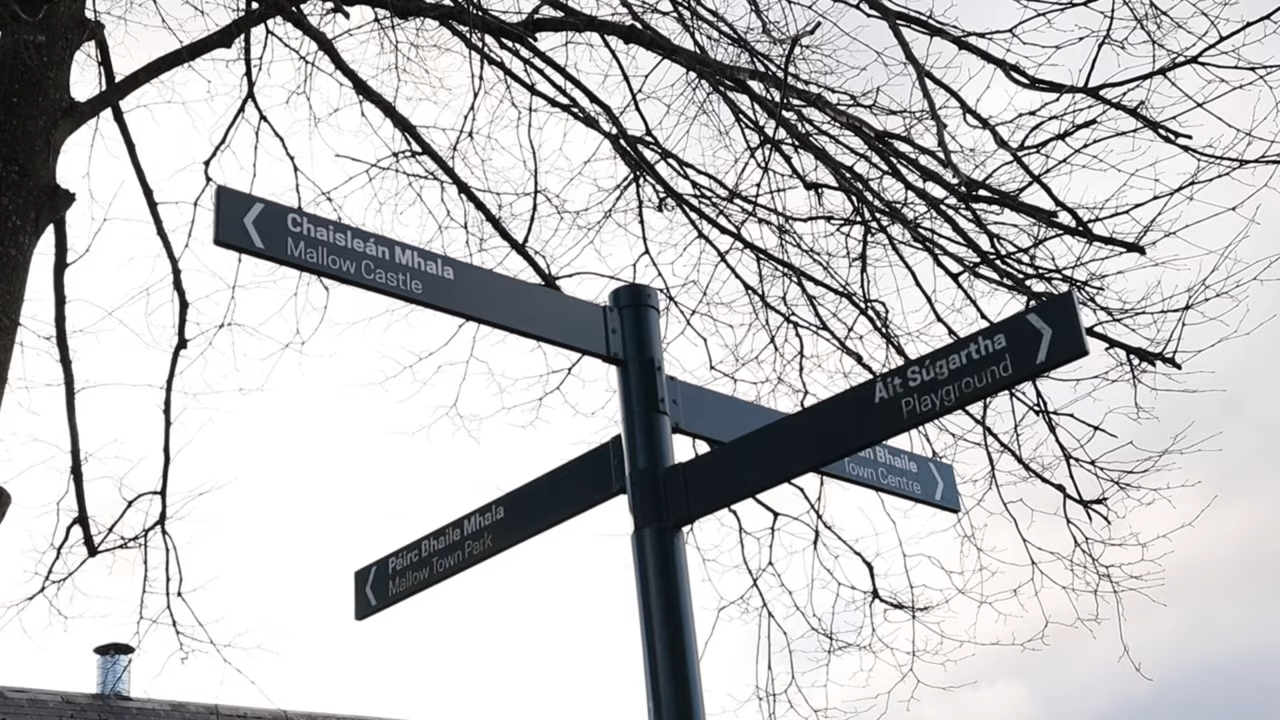 Chaisleán Mhala
Mallow Castle
Áit Súgartha
Playground
Bhaile
Town Centre
Páirc Bhaile Mhala
Mallow Town Park